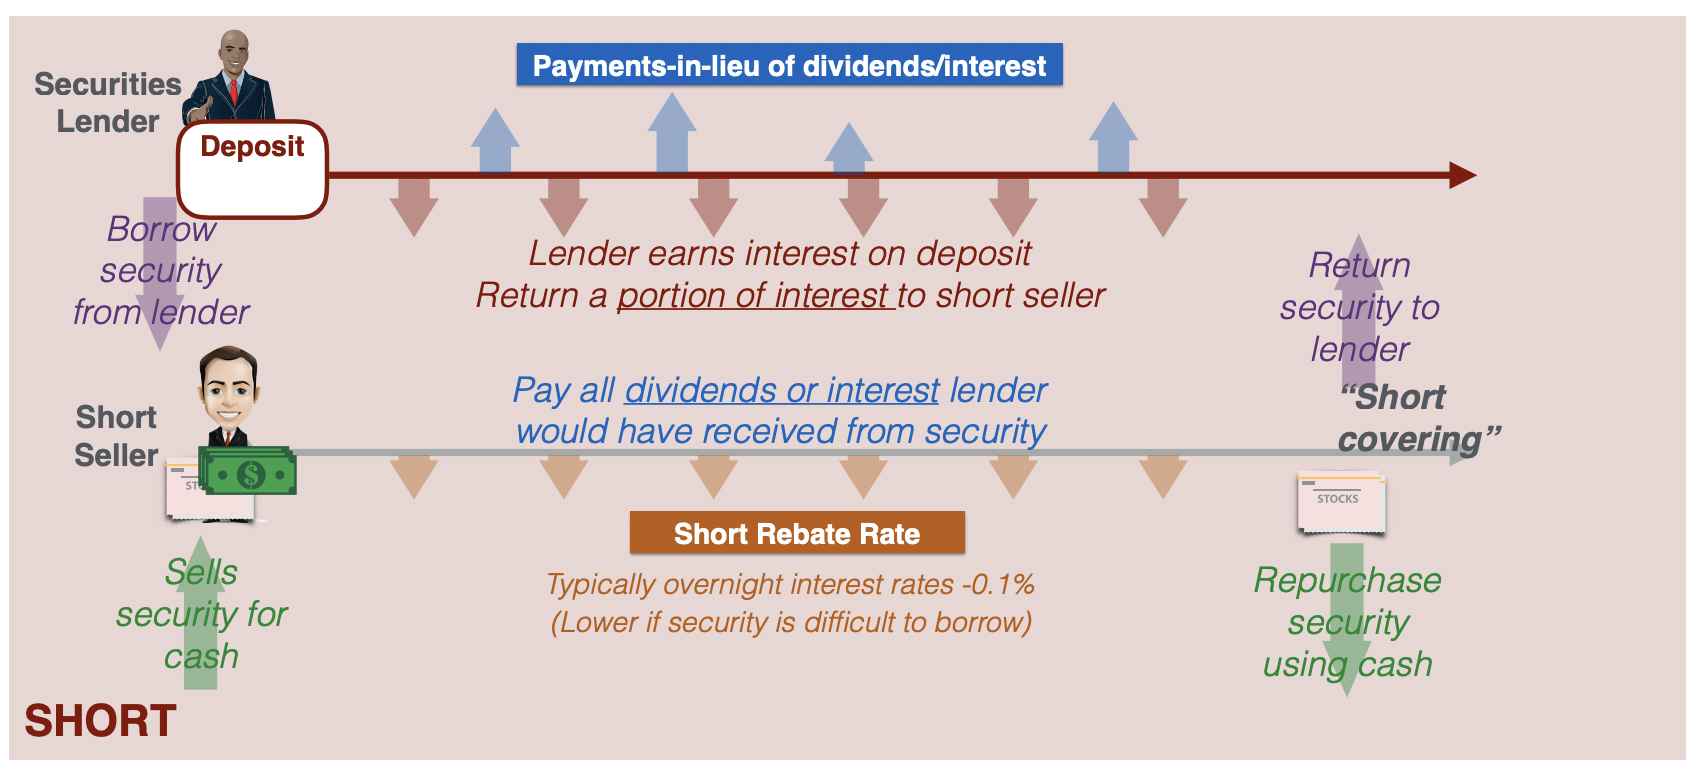 Payments-in-lieu of dividends/interest
Securities
Lender
Deposit
Borrow
security
from lender
Lender earns interest on deposit
Return a portion of interest to short seller
Return
security to
lender
Pay all dividends or interest lender
would have received from security
"Short
covering"
Short
Seller
STO
$
STOCKS
Short Rebate Rate
Typically overnight interest rates -0.1%
(Lower if security is difficult to borrow)
Sells
security for
cash
Repurchase
security
using cash
SHORT